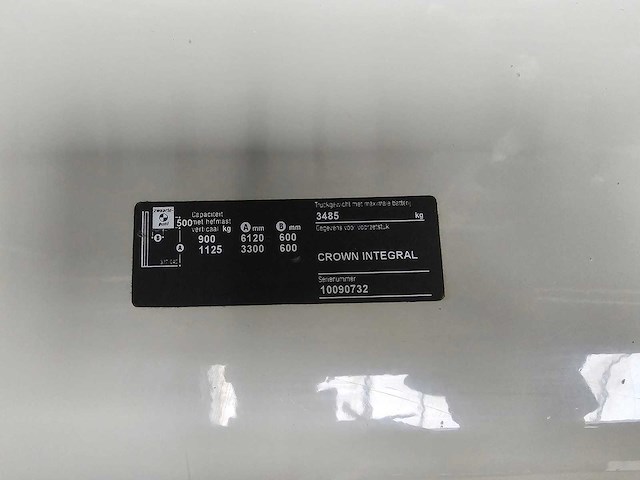 Capaciteit
met hefmast
verticaal kg
500
A mm
B mm
900 6120 600
1125 3300 600
A
B
Truckgewicht met maximale batterij
3485 kg
Gegevens voor voorzetstuk
CROWN INTEGRAL
Serienummer
10090732